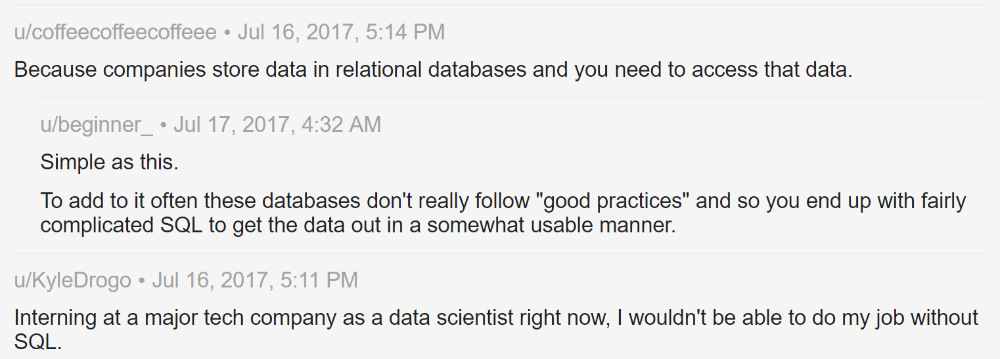 u/coffeecoffeecoffeee • Jul 16, 2017, 5:14 PM
Because companies store data in relational databases and you need to access that data.
u/beginner_ • Jul 17, 2017, 4:32 AM
Simple as this.
To add to it often these databases don't really follow "good practices" and so you end up with fairly
complicated SQL to get the data out in a somewhat usable manner.
u/KyleDrogo • Jul 16, 2017, 5:11 PM
Interning at a major tech company as a data scientist right now, I wouldn't be able to do my job without
SQL.